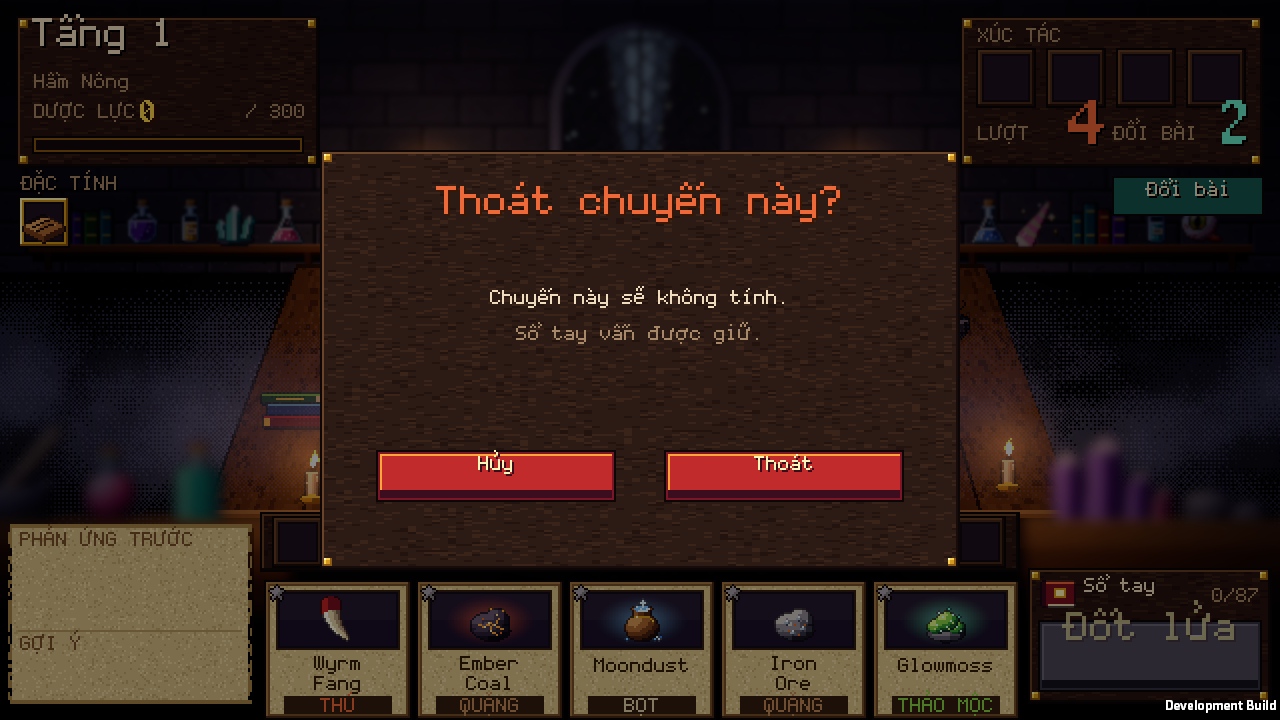 Tầng 1
Hầm Nông
DƯỢC LỰC 0 / 300
ĐẶC TÍNH
XÚC TÁC
LƯỢT 4 ĐỔI BÀI 2
Đổi bài
Thoát chuyến này?
Chuyến này sẽ không tính.
Sổ tay vẫn được giữ.
Hủy
Thoát
PHẢN ỨNG TRƯỚC
GỢI Ý
Wyrm
Fang
THÚ
Ember
Coal
QUẶNG
Moondust
BỘT
Iron
Ore
QUẶNG
Glowmoss
THẢO MỘC
Sổ tay
0/87
Đốt lửa
Development Build